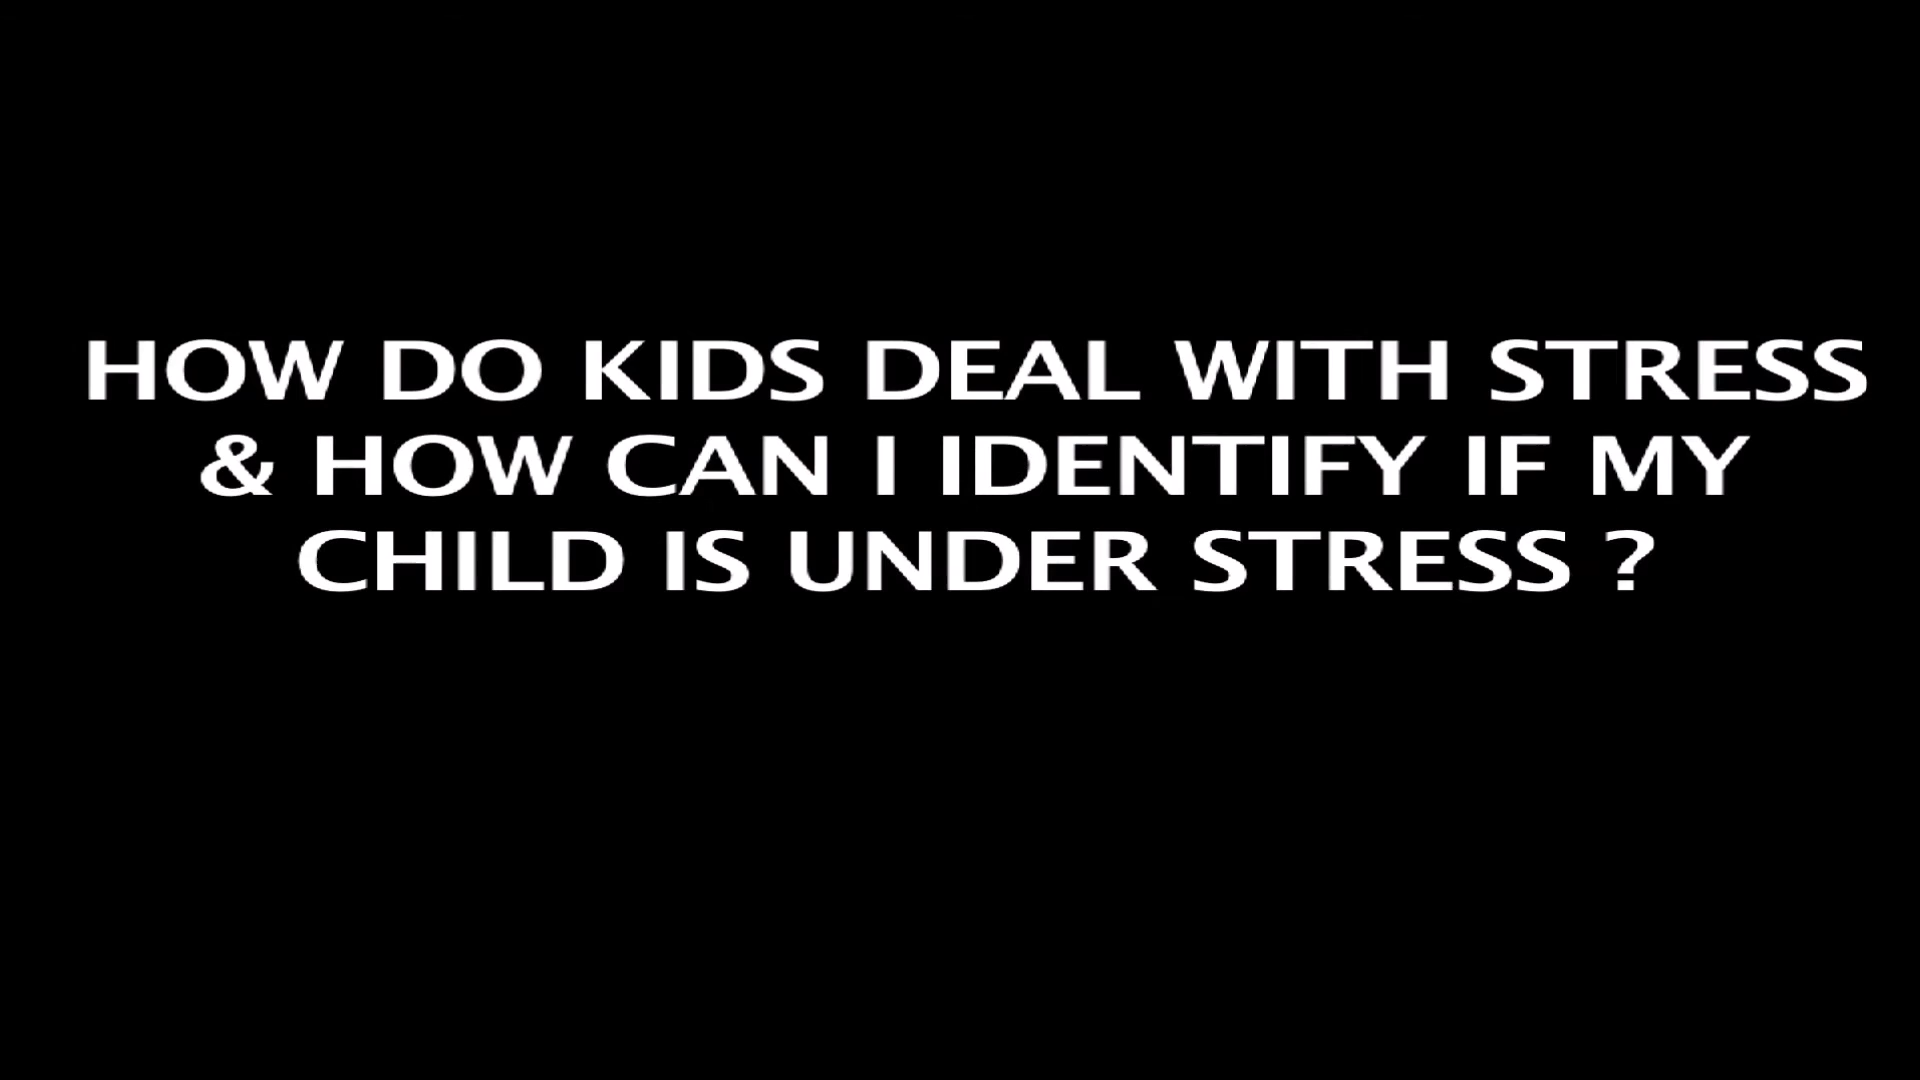 HOW DO KIDS DEAL WITH STRESS
& HOW CAN I IDENTIFY IF MY
CHILD IS UNDER STRESS ?